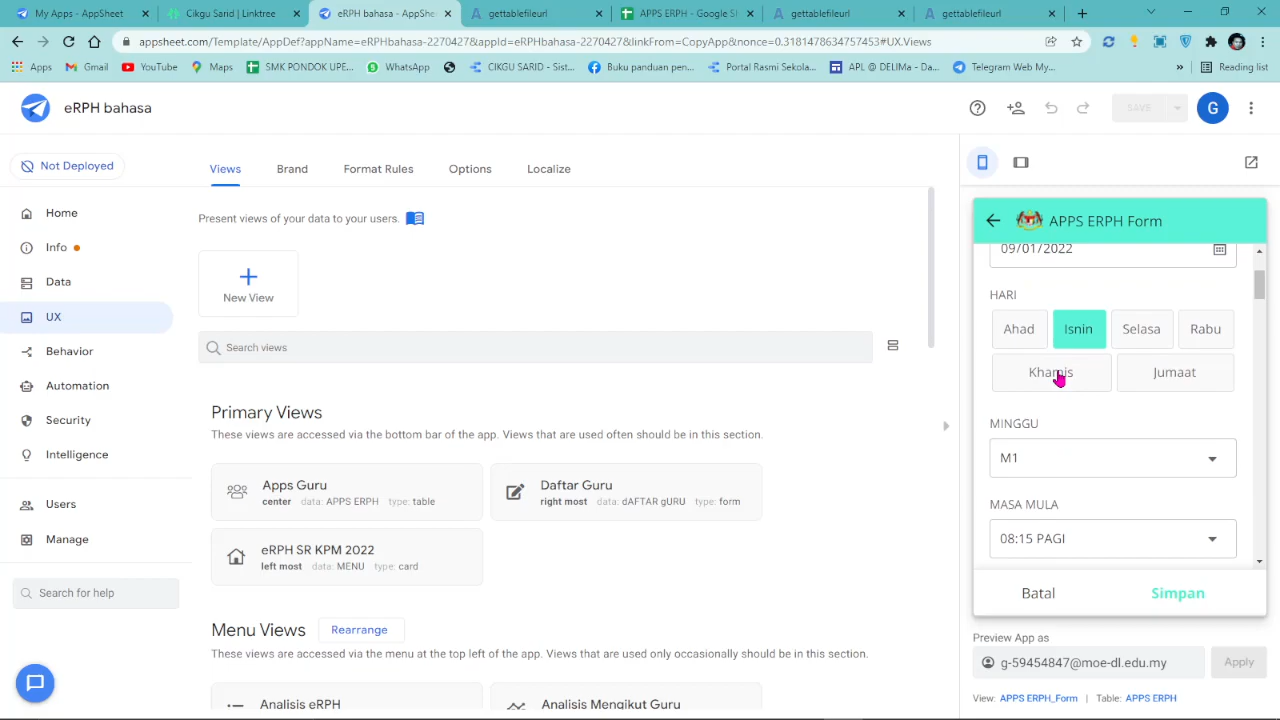 My Apps - AppSheet
Cikgu Sarid | Linktree
eRPH bahasa - AppShe
gettablefileurl
APPS ERPH - Google S
gettablefileurl
gettablefileurl
appsheet.com/Template/AppDef?appName=eRPHbahasa-2270427&appId=eRPHbahasa-2270427&linkFrom=CopyApp&nonce=0.3181478634757453#UX.Views
Apps
Gmail
YouTube
Maps
SMK PONDOK UPE...
WhatsApp
CIKGU SARID - Sist...
Buku panduan pen...
Portal Rasmi Sekola...
APL @ DELIMa - Da...
Telegram Web My...
»
Reading list
eRPH bahasa
SAVE
G
Not Deployed
Views
Brand
Format Rules
Options
Localize
Home
Info
Data
UX
Behavior
Automation
Security
Intelligence
Users
Manage
Search for help
Present views of your data to your users.
New View
Search views
Primary Views
These views are accessed via the bottom bar of the app. Views that are used often should be in this section.
Apps Guru
center data: APPS ERPH type: table
Daftar Guru
right most data: dAFTAR gURU type: form
eRPH SR KPM 2022
left most data: MENU type: card
Menu Views
Rearrange
These views are accessed via the menu at the top left of the app. Views that are used only occasionally should be in this section.
Analisis eRPH
Analisis Mengikut Guru
APPS ERPH Form
09/01/2022
HARI
Ahad
Isnin
Selasa
Rabu
Khamis
Jumaat
MINGGU
M1
MASA MULA
08:15 PAGI
Batal
Simpan
Preview App as
g-59454847@moe-dl.edu.my
Apply
View: APPS ERPH_Form | Table: APPS ERPH